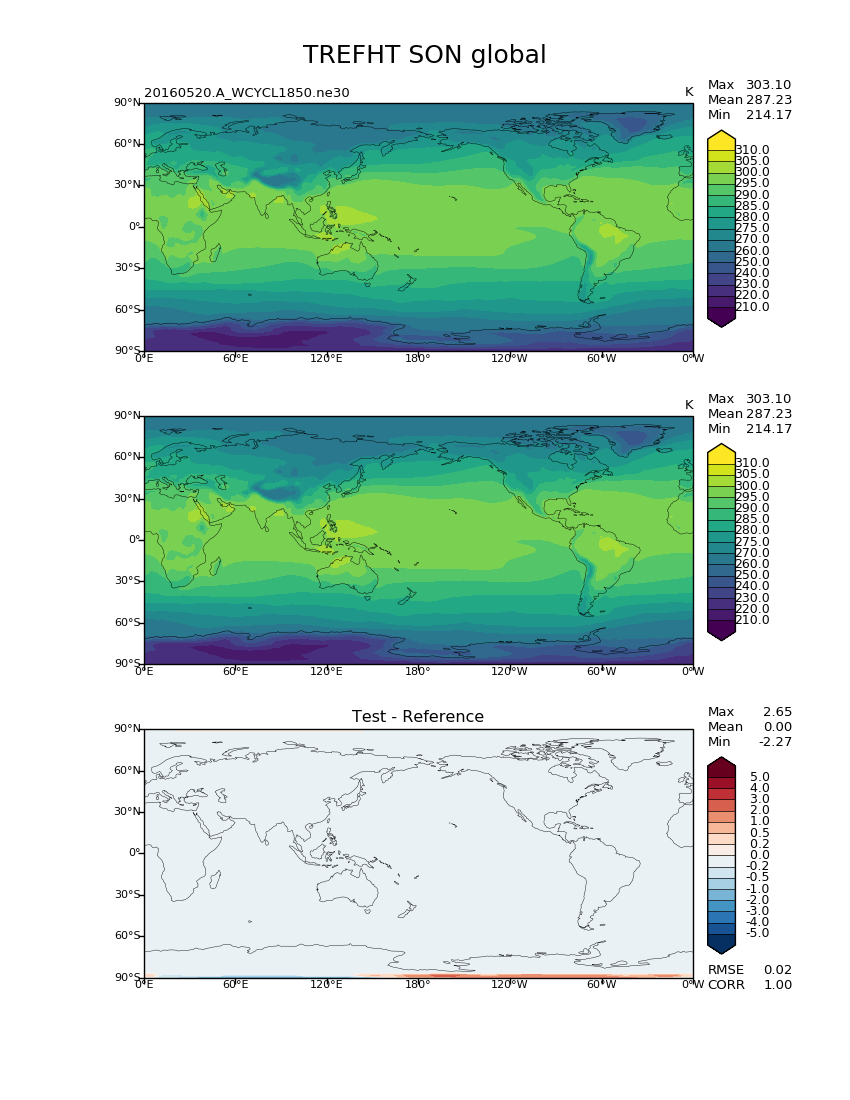 TREFHT SON global
20160520.A_WCYCL1850.ne30
K
Max 303.10
Mean 287.23
Min 214.17
90°N
60°N
30°N
0°
30°S
60°S
90°S
0°E 60°E 120°E 180° 120°W 60°W 0°W
310.0
305.0
300.0
295.0
290.0
285.0
280.0
275.0
270.0
260.0
250.0
240.0
230.0
220.0
210.0
K
Max 303.10
Mean 287.23
Min 214.17
90°N
60°N
30°N
0°
30°S
60°S
90°S
0°E 60°E 120°E 180° 120°W 60°W 0°W
310.0
305.0
300.0
295.0
290.0
285.0
280.0
275.0
270.0
260.0
250.0
240.0
230.0
220.0
210.0
Test - Reference
Max 2.65
Mean 0.00
Min -2.27
90°N
60°N
30°N
0°
30°S
60°S
90°S
0°E 60°E 120°E 180° 120°W 60°W 0°W
5.0
4.0
3.0
2.0
1.0
0.5
0.2
0.0
-0.2
-0.5
-1.0
-2.0
-3.0
-4.0
-5.0
RMSE 0.02
CORR 1.00